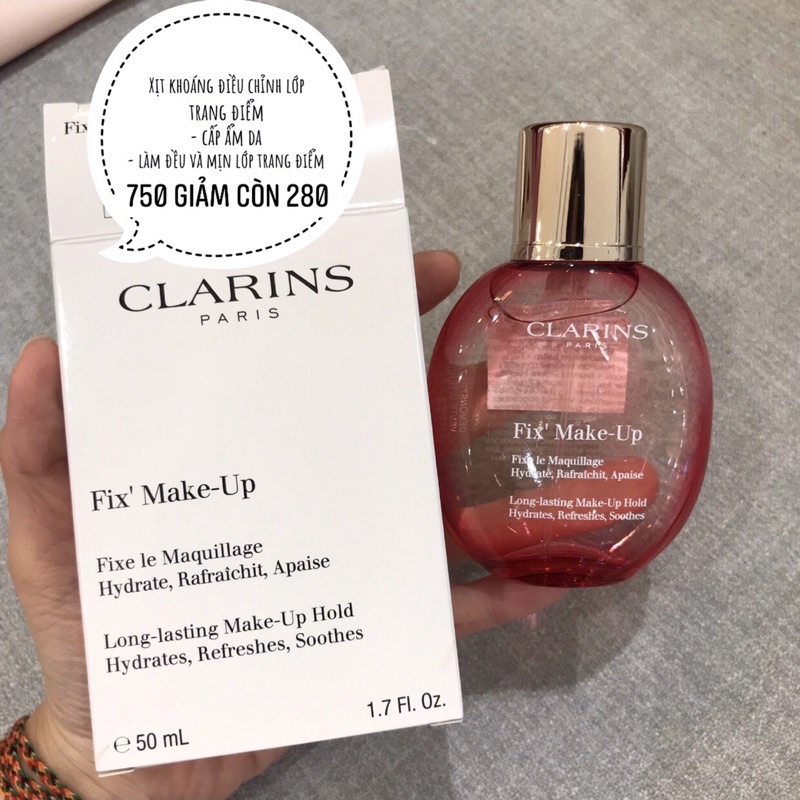 XỊT KHOÁNG ĐIỀU CHỈNH LỚP
TRANG ĐIỂM
- CẤP ẨM DA
- LÀM ĐỀU VÀ MỊN LỚP TRANG ĐIỂM
750 GIẢM CÒN 280
Fix
CLARINS
PARIS
Fix' Make-Up
Fixe le Maquillage
Hydrate, Rafraîchit, Apaise
Long-lasting Make-Up Hold
Hydrates, Refreshes, Soothes
e 50 mL
1.7 Fl. Oz.
CLARINS
PARIS
Fix' Make-Up
Fixe le Maquillage
Hydrate, Rafraîchit, Apaise
Long-lasting Make-Up Hold
Hydrates, Refreshes, Soothes